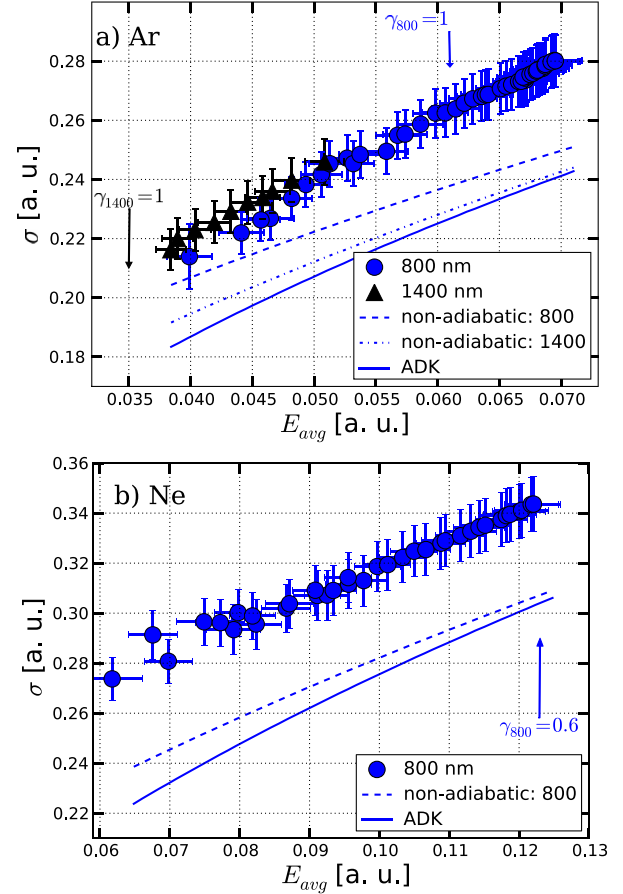 a) Ar
γ800=1
0.28
0.26
0.24
0.22
0.20
0.18
σ [a. u.]
γ1400=1
800 nm
1400 nm
non-adiabatic: 800
non-adiabatic: 1400
ADK
0.035 0.040 0.045 0.050 0.055 0.060 0.065 0.070
Eavg [a. u.]
b) Ne
0.36
0.34
0.32
0.30
0.28
0.26
0.24
0.22
σ [a. u.]
γ800=0.6
800 nm
non-adiabatic: 800
ADK
0.06 0.07 0.08 0.09 0.10 0.11 0.12 0.13
Eavg [a. u.]